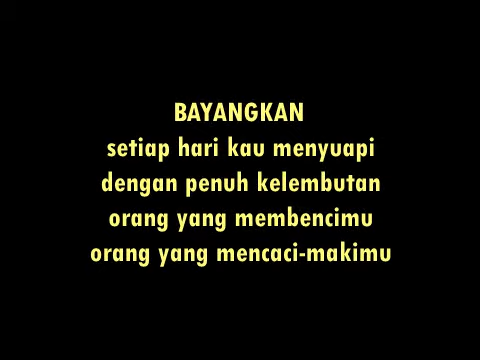 BAYANGKAN
setiap hari kau menyuapi
dengan penuh kelembutan
orang yang membencimu
orang yang mencaci-makimu